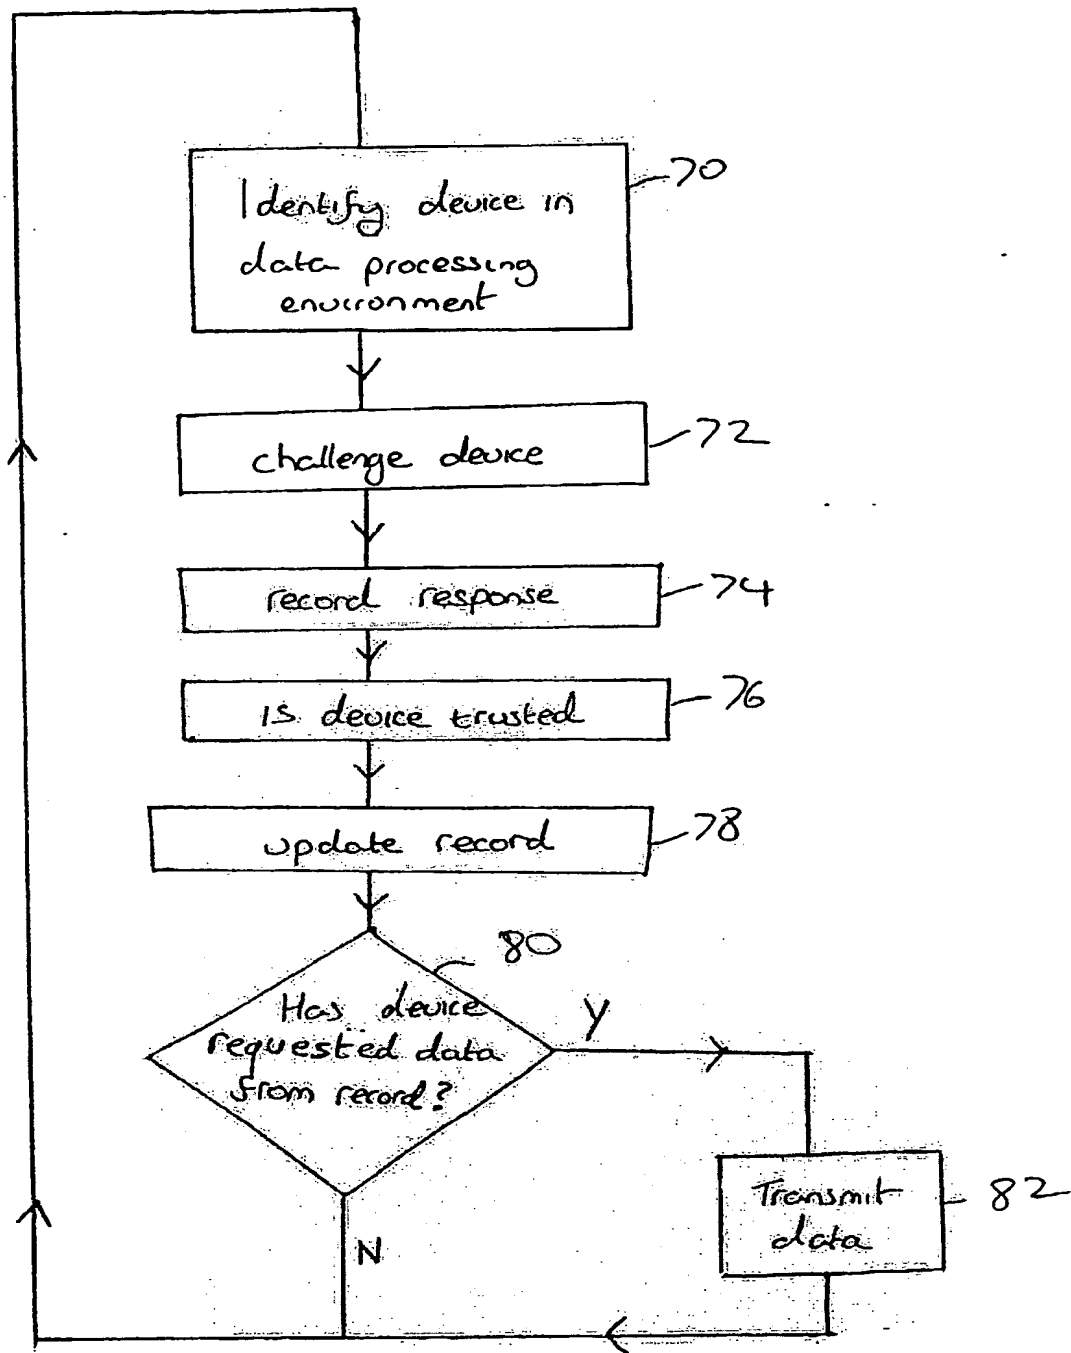 Identify device in
data processing
environment
70
challenge device
72
record response
74
is device trusted
76
update record
78
80
Has device
requested data
from record?
Y
N
Transmit
data
82